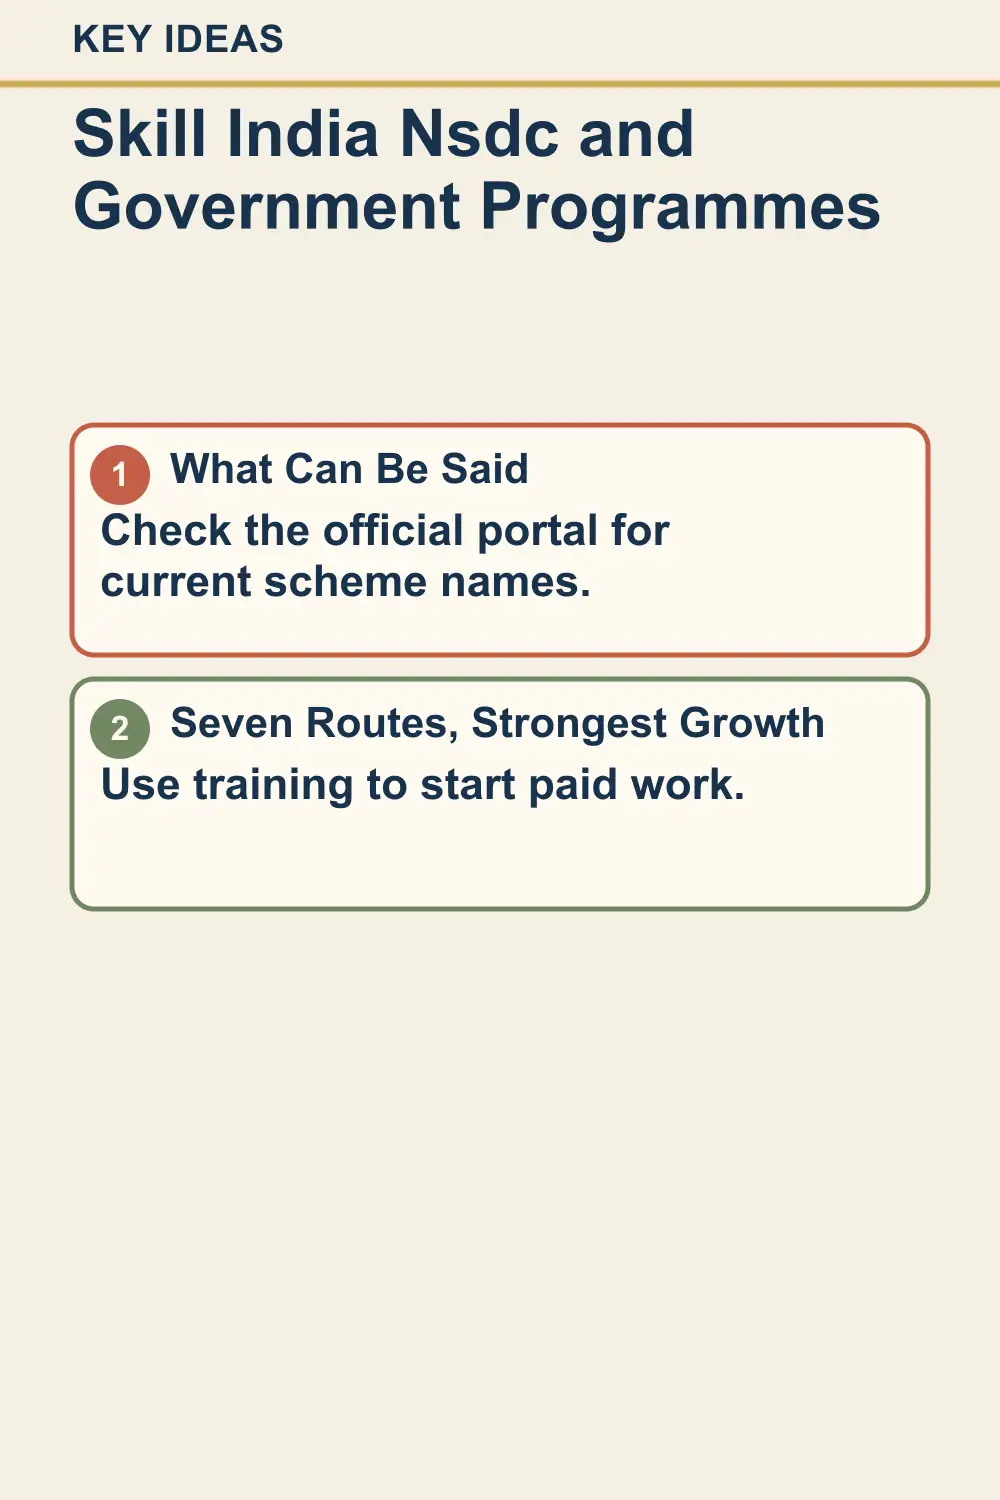 KEY IDEAS
Skill India Nsdc and
Government Programmes
1 What Can Be Said
Check the official portal for
current scheme names.
2 Seven Routes, Strongest Growth
Use training to start paid work.